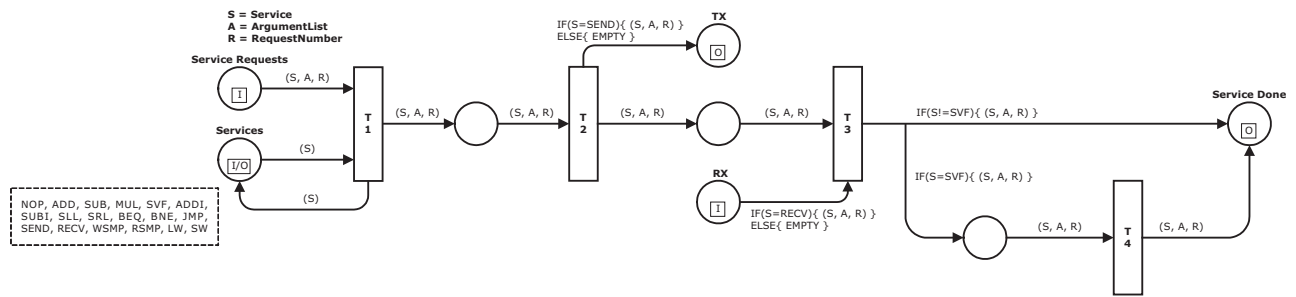 S = Service
A = ArgumentList
R = RequestNumber
Service Requests
I
(S, A, R)
Services
I/O
(S)
(S)
T
1
NOP, ADD, SUB, MUL, SVF, ADDI,
SUBI, SLL, SRL, BEQ, BNE, JMP,
SEND, RECV, WSMP, RSMP, LW, SW
(S, A, R)
(S, A, R)
IF(S=SEND){ (S, A, R) }
ELSE{ EMPTY }
T
2
TX
O
(S, A, R)
(S, A, R)
RX
I
IF(S=RECV){ (S, A, R) }
ELSE{ EMPTY }
T
3
IF(S!=SVF){ (S, A, R) }
IF(S=SVF){ (S, A, R) }
(S, A, R)
T
4
(S, A, R)
Service Done
O